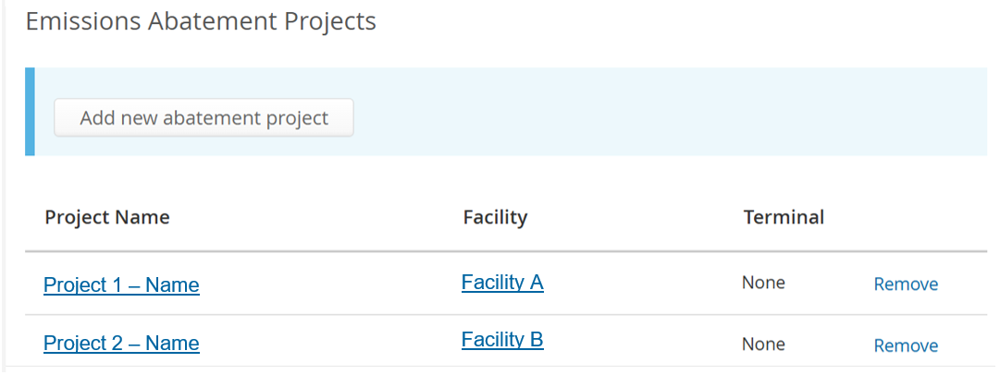 Emissions Abatement Projects
Add new abatement project
Project Name Facility Terminal
Project 1 – Name Facility A None Remove
Project 2 – Name Facility B None Remove